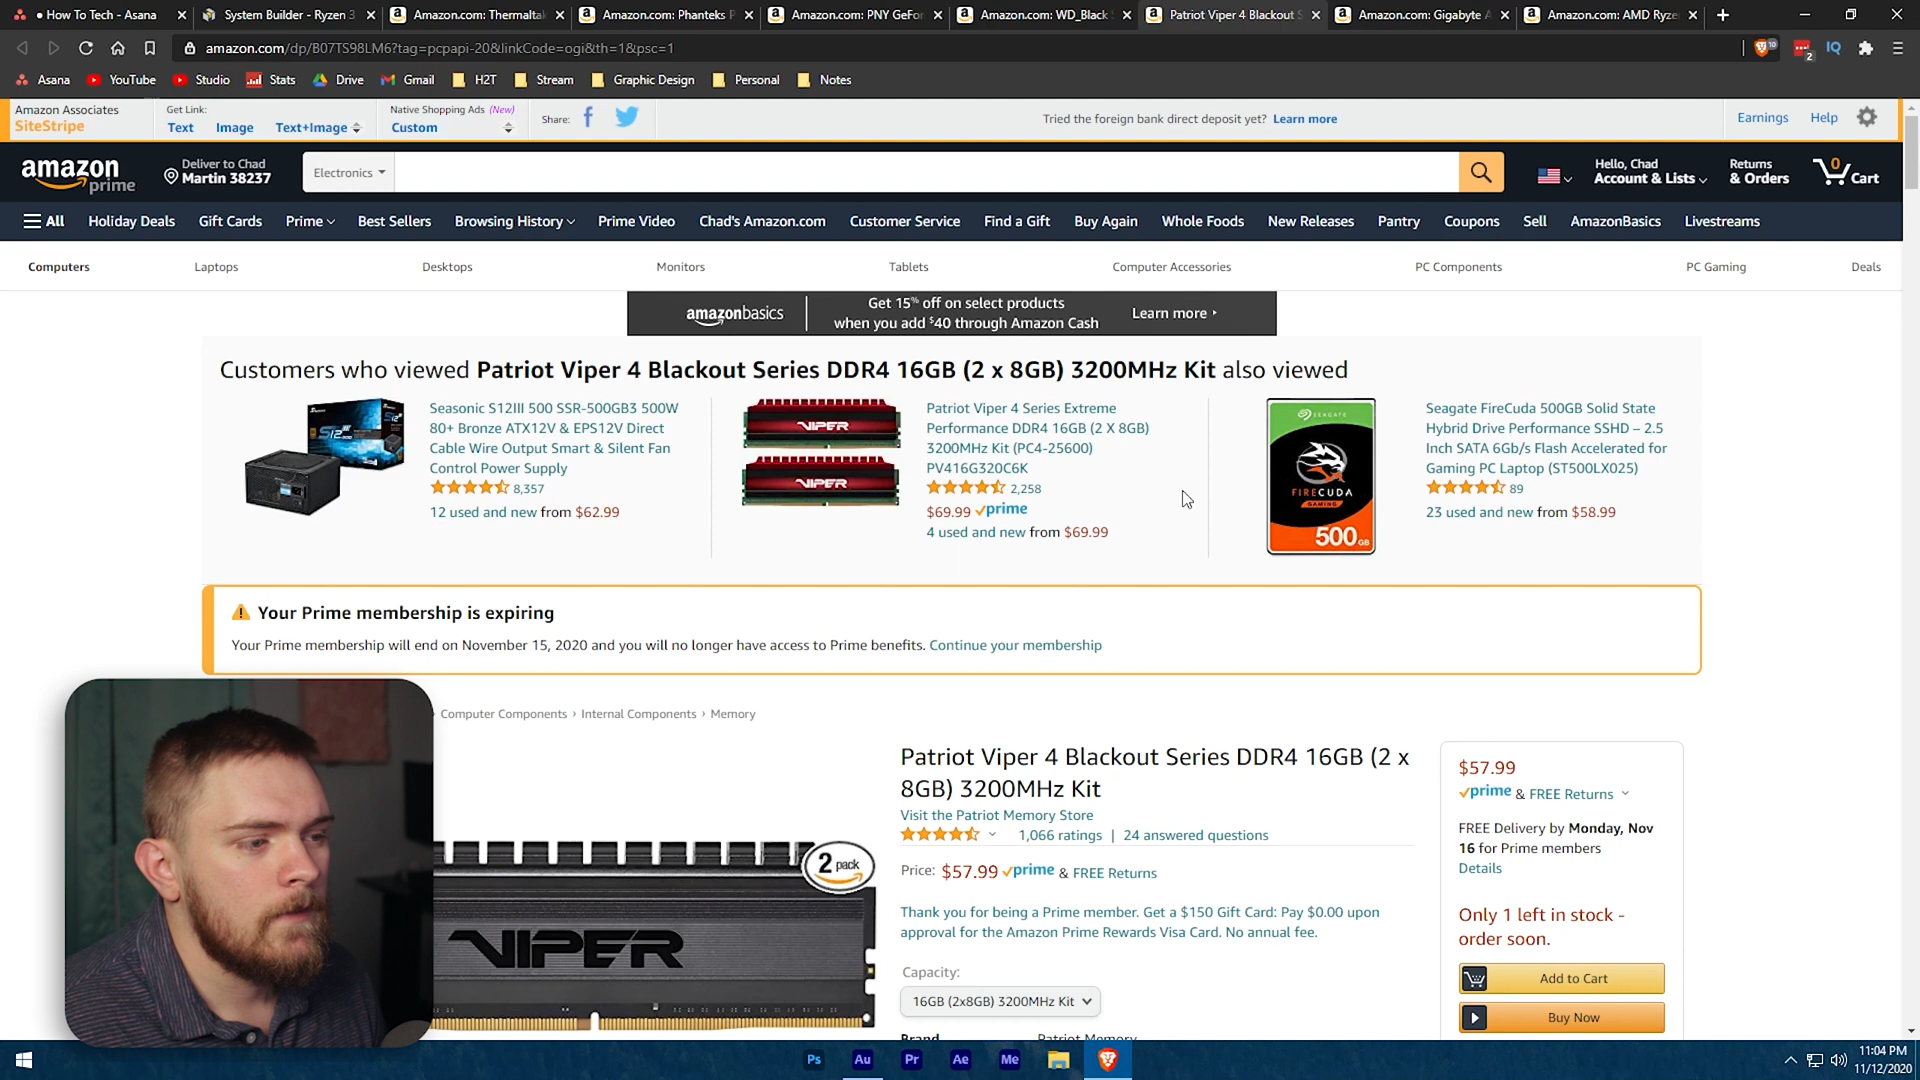 How To Tech - Asana
System Builder - Ryzen 3
Amazon.com: Thermaltak
Amazon.com: Phanteks P
Amazon.com: PNY GeFor
Amazon.com: WD_Black
Patriot Viper 4 Blackout S
Amazon.com: Gigabyte A
Amazon.com: AMD Ryze
amazon.com/dp/B07TS98LM6?tag=pcpapi-20&linkCode=ogi&th=1&psc=1
10
2
IQ
Asana
YouTube
Studio
Stats
Drive
Gmail
H2T
Stream
Graphic Design
Personal
Notes
Amazon Associates
SiteStripe
Get Link:
Text Image Text+Image
Native Shopping Ads (New)
Custom
Share:
Tried the foreign bank direct deposit yet? Learn more
Earnings
Help
amazon
prime
Deliver to Chad
Martin 38237
Electronics
Hello, Chad
Account & Lists
Returns
& Orders
0
Cart
All
Holiday Deals
Gift Cards
Prime
Best Sellers
Browsing History
Prime Video
Chad's Amazon.com
Customer Service
Find a Gift
Buy Again
Whole Foods
New Releases
Pantry
Coupons
Sell
AmazonBasics
Livestreams
Computers
Laptops
Desktops
Monitors
Tablets
Computer Accessories
PC Components
PC Gaming
Deals
amazonbasics
Get 15% off on select products
when you add $40 through Amazon Cash
Learn more
Customers who viewed Patriot Viper 4 Blackout Series DDR4 16GB (2 x 8GB) 3200MHz Kit also viewed
Seasonic S12III 500 SSR-500GB3 500W
80+ Bronze ATX12V & EPS12V Direct
Cable Wire Output Smart & Silent Fan
Control Power Supply
8,357
12 used and new from $62.99
VIPER
VIPER
Patriot Viper 4 Series Extreme
Performance DDR4 16GB (2 X 8GB)
3200MHz Kit (PC4-25600)
PV416G320C6K
2,258
$69.99 prime
4 used and new from $69.99
SEAGATE
FIRECUDA
GAMING
500GB
Seagate FireCuda 500GB Solid State
Hybrid Drive Performance SSHD – 2.5
Inch SATA 6Gb/s Flash Accelerated for
Gaming PC Laptop (ST500LX025)
89
23 used and new from $58.99
Your Prime membership is expiring
Your Prime membership will end on November 15, 2020 and you will no longer have access to Prime benefits. Continue your membership
› Computer Components › Internal Components › Memory
2 pack
VIPER
Patriot Viper 4 Blackout Series DDR4 16GB (2 x
8GB) 3200MHz Kit
Visit the Patriot Memory Store
1,066 ratings | 24 answered questions
Price: $57.99 prime & FREE Returns
Thank you for being a Prime member. Get a $150 Gift Card: Pay $0.00 upon
approval for the Amazon Prime Rewards Visa Card. No annual fee.
Capacity:
16GB (2x8GB) 3200MHz Kit
Brand Patriot Memory
$57.99
prime & FREE Returns
FREE Delivery by Monday, Nov
16 for Prime members
Details
Only 1 left in stock -
order soon.
Add to Cart
Buy Now
Ps
Au
Pr
Ae
Me
11:04 PM
11/12/2020